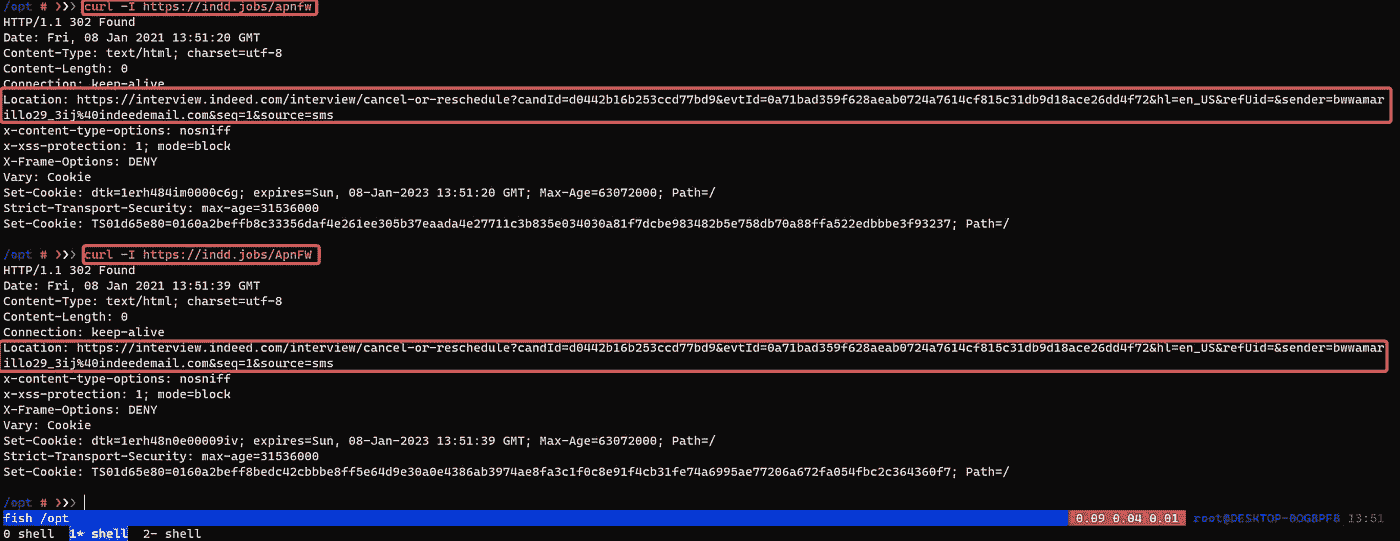 /opt # ❯❯❯ curl -I https://indd.jobs/apnfw
HTTP/1.1 302 Found
Date: Fri, 08 Jan 2021 13:51:20 GMT
Content-Type: text/html; charset=utf-8
Content-Length: 0
Connection: keep-alive
Location: https://interview.indeed.com/interview/cancel-or-reschedule?candId=d0442b16b253ccd77bd9&evtId=0a71bad359f628aeab0724a7614cf815c31db9d18ace26dd4f72&hl=en_US&refUid=&sender=bwwamar
illo29_3ij%40indeedemail.com&seq=1&source=sms
x-content-type-options: nosniff
x-xss-protection: 1; mode=block
X-Frame-Options: DENY
Vary: Cookie
Set-Cookie: dtk=1erh484im0000c6g; expires=Sun, 08-Jan-2023 13:51:20 GMT; Max-Age=63072000; Path=/
Strict-Transport-Security: max-age=31536000
Set-Cookie: TS01d65e80=0160a2beffb8c33356daf4e261ee305b37eaada4e27711c3b835e034030a81f7dcbe983482b5e758db70a88ffa522edbbbe3f93237; Path=/
/opt # ❯❯❯ curl -I https://indd.jobs/ApnFW
HTTP/1.1 302 Found
Date: Fri, 08 Jan 2021 13:51:39 GMT
Content-Type: text/html; charset=utf-8
Content-Length: 0
Connection: keep-alive
Location: https://interview.indeed.com/interview/cancel-or-reschedule?candId=d0442b16b253ccd77bd9&evtId=0a71bad359f628aeab0724a7614cf815c31db9d18ace26dd4f72&hl=en_US&refUid=&sender=bwwamar
illo29_3ij%40indeedemail.com&seq=1&source=sms
x-content-type-options: nosniff
x-xss-protection: 1; mode=block
X-Frame-Options: DENY
Vary: Cookie
Set-Cookie: dtk=1erh48n0e00009iv; expires=Sun, 08-Jan-2023 13:51:39 GMT; Max-Age=63072000; Path=/
Strict-Transport-Security: max-age=31536000
Set-Cookie: TS01d65e80=0160a2beff8bedc42cbbbe8ff5e64d9e30a0e4386ab3974ae8fa3c1f0c8e91f4cb31fe74a6995ae77206a672fa054fbc2c364360f7; Path=/
/opt # ❯❯❯
fish /opt 0.09 0.04 0.01 root@DESKTOP-BOGBPFB 13:51
0 shell 1* shell 2- shell